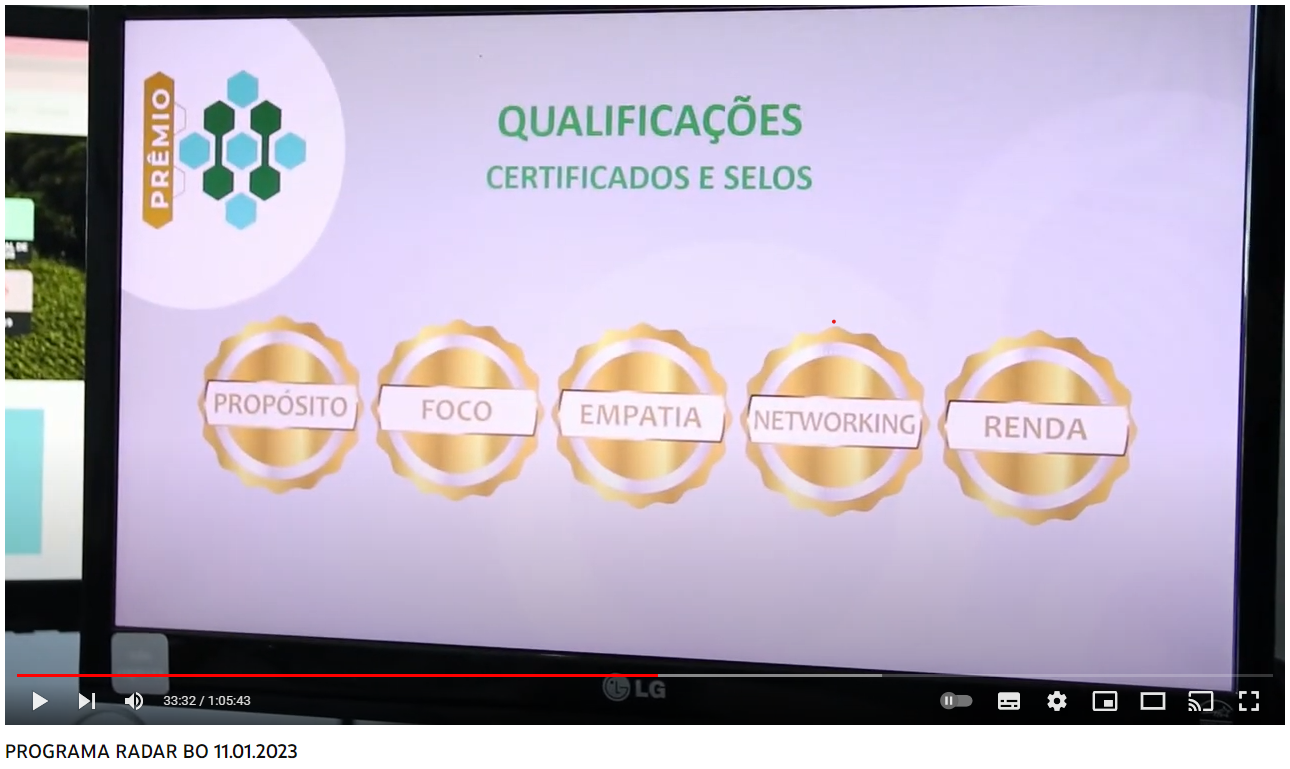 PRÊMIO
QUALIFICAÇÕES
CERTIFICADOS E SELOS
PROPÓSITO
FOCO
EMPATIA
NETWORKING
RENDA
LG
33:32 / 1:05:43
PROGRAMA RADAR BO 11.01.2023